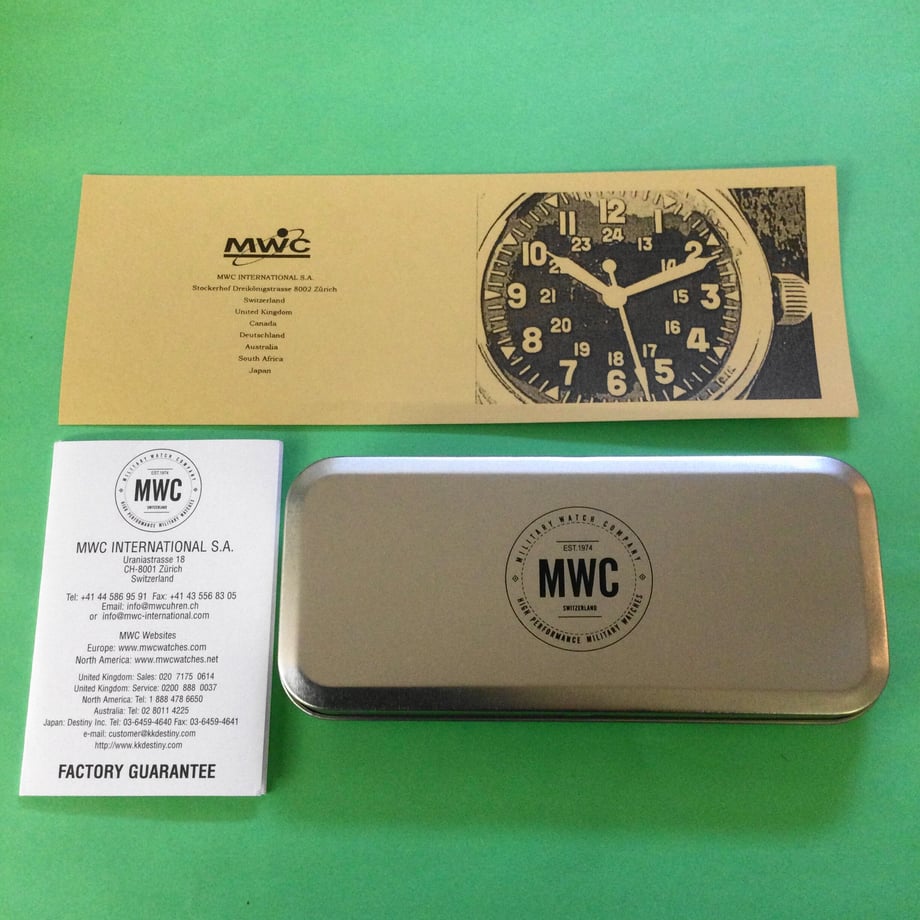 MWC
MWC INTERNATIONAL S.A.
Stockerhof Dreikönigstrasse 8002 Zürich
Switzerland
United Kingdom
Canada
Deutschland
Australia
South Africa
Japan
12
11 1
24
23 13
10 2
14
9 21 15 3
20 16
8 4
19 17
18
7 5
6
MILITARY WATCH COMPANY
EST.1974
MWC
SWITZERLAND
HIGH PERFORMANCE MILITARY WATCHES
MWC INTERNATIONAL S.A.
Uraniastrasse 18
CH-8001 Zürich
Switzerland
Tel: +41 44 586 95 91 Fax: +41 43 556 83 05
Email: info@mwcuhren.ch
or info@mwc-international.com
MWC Websites
Europe: www.mwcwatches.com
North America: www.mwcwatches.net
United Kingdom: Sales: 020 7175 0614
United Kingdom: Service: 0200 888 0037
North America: Tel: 1 888 478 6650
Australia: Tel: 02 8011 4225
Japan: Destiny Inc. Tel: 03-6459-4640 Fax: 03-6459-4641
e-mail: customer@kkdestiny.com
http://www.kkdestiny.com
FACTORY GUARANTEE
MILITARY WATCH COMPANY
EST.1974
MWC
SWITZERLAND
HIGH PERFORMANCE MILITARY WATCHES